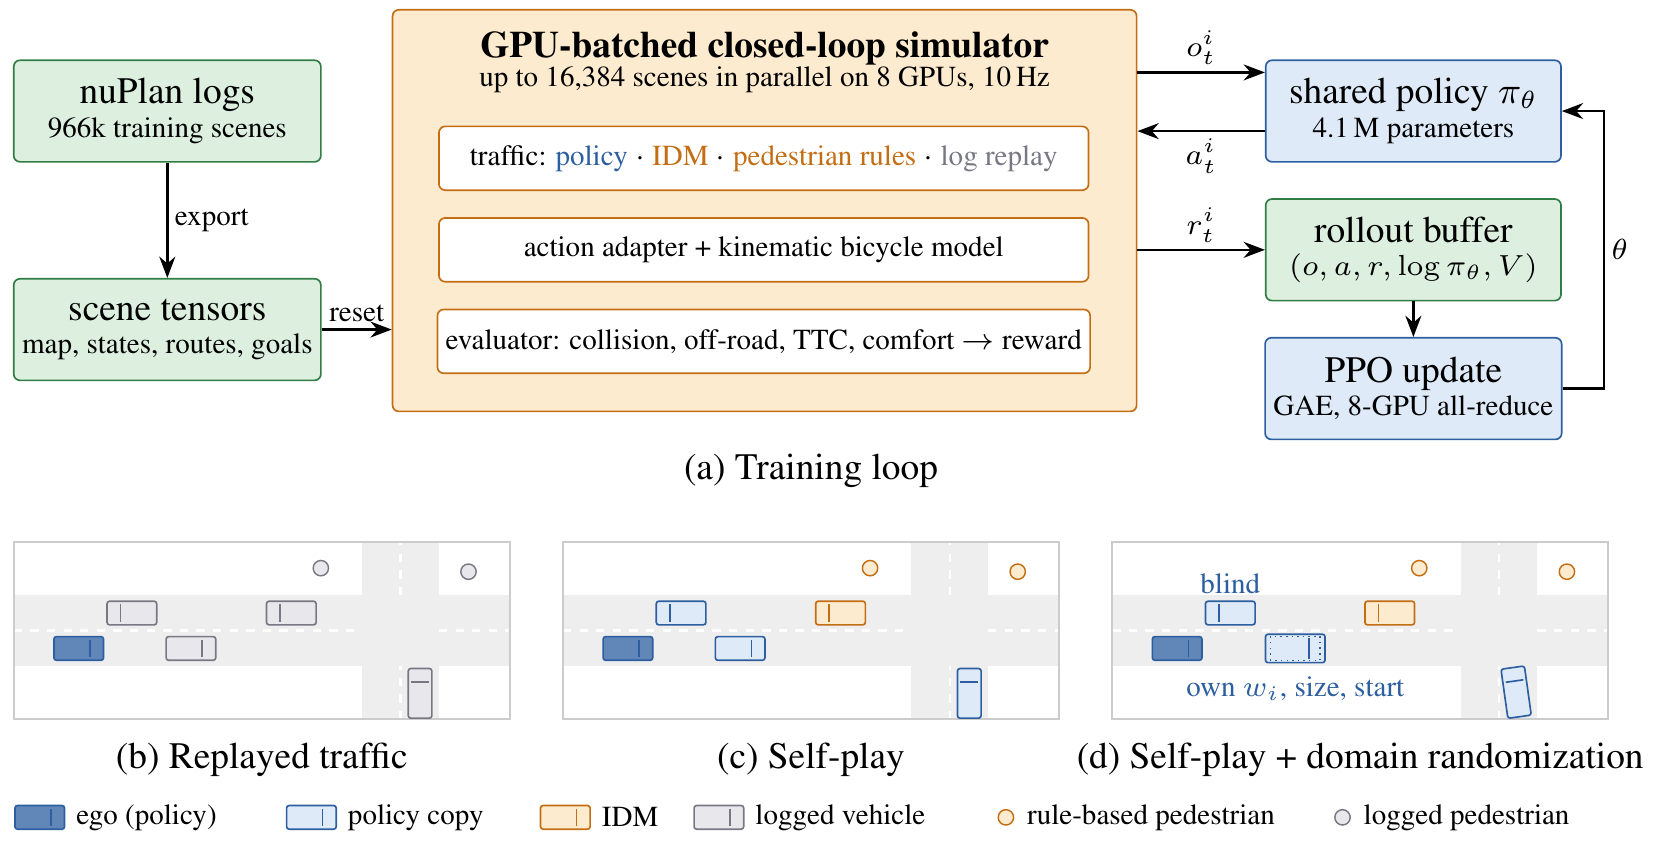 nuPlan logs
966k training scenes
export
scene tensors
map, states, routes, goals
reset
GPU-batched closed-loop simulator
up to 16,384 scenes in parallel on 8 GPUs, 10 Hz
traffic: policy · IDM · pedestrian rules · log replay
action adapter + kinematic bicycle model
evaluator: collision, off-road, TTC, comfort → reward
o_t^i
a_t^i
r_t^i
shared policy π_θ
4.1 M parameters
rollout buffer
(o, a, r, log π_θ, V)
θ
PPO update
GAE, 8-GPU all-reduce
(a) Training loop
blind
own w_i, size, start
(b) Replayed traffic
(c) Self-play
(d) Self-play + domain randomization
ego (policy)
policy copy
IDM
logged vehicle
rule-based pedestrian
logged pedestrian